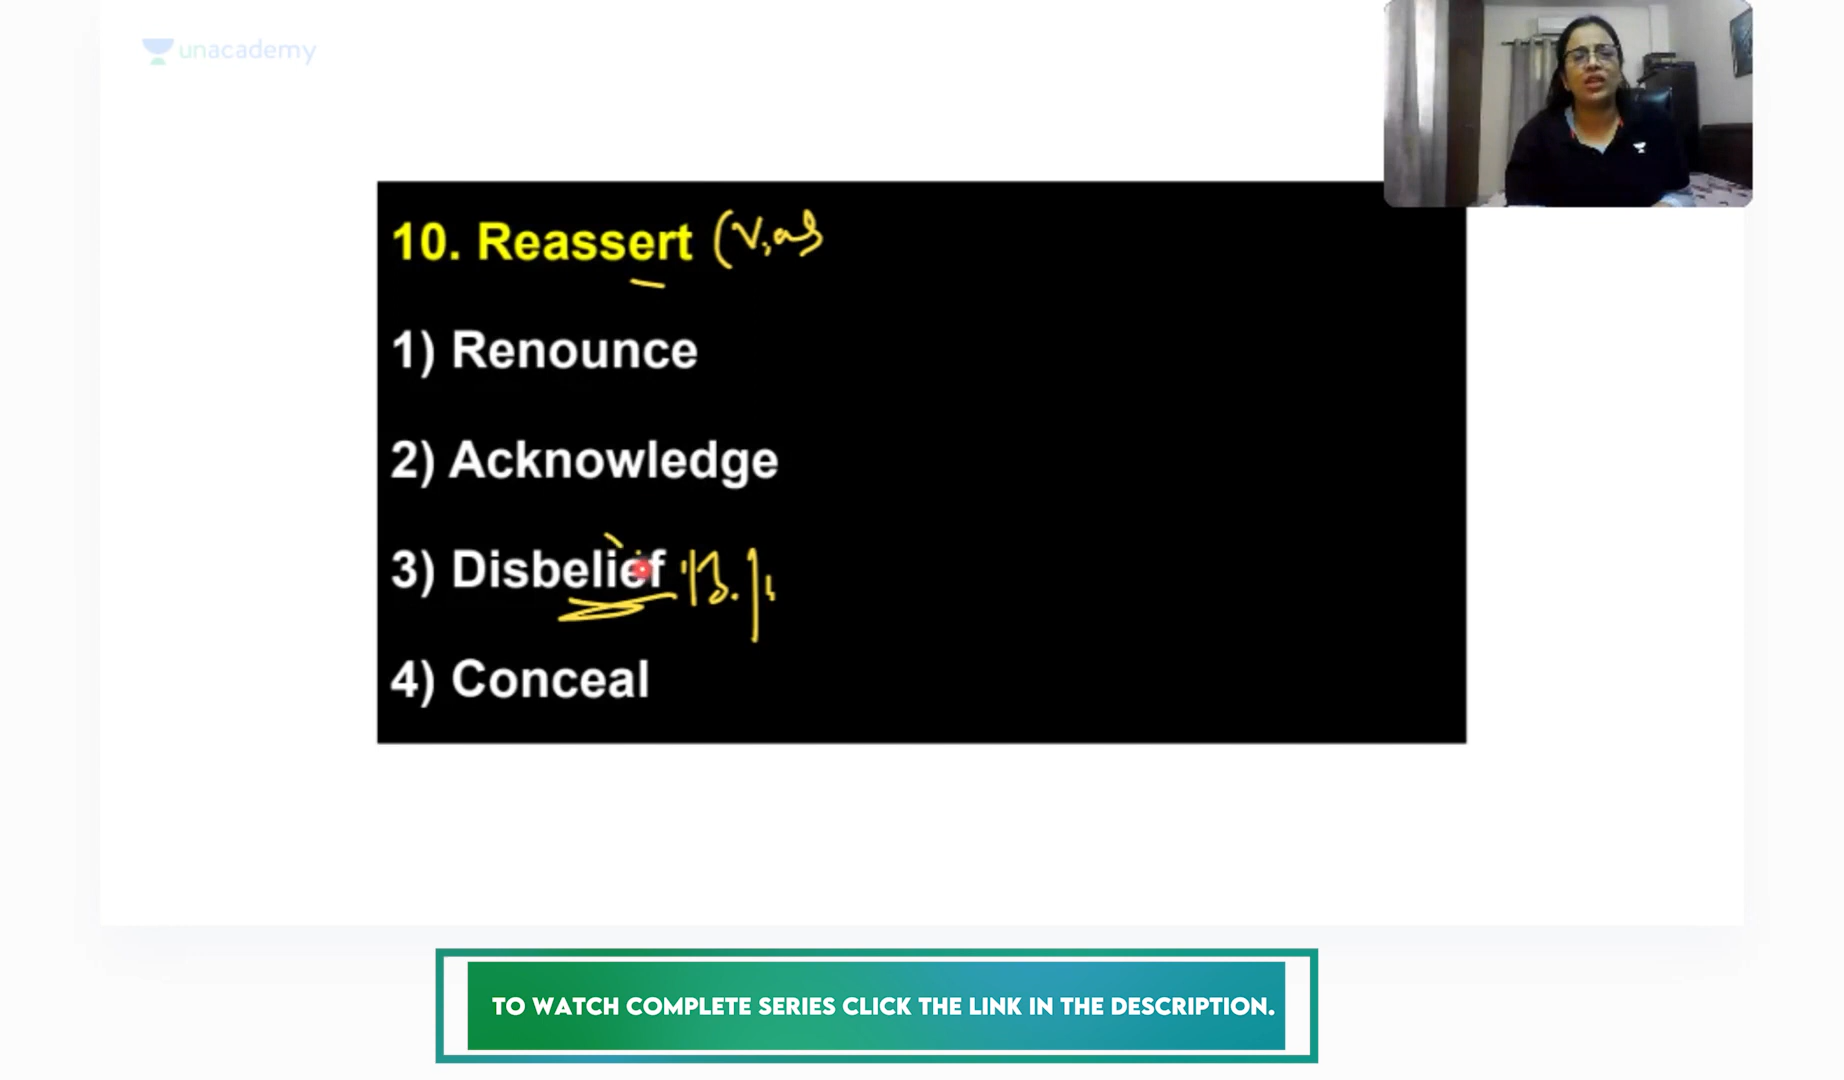 unacademy
10. Reassert
1) Renounce
2) Acknowledge
3) Disbelief
4) Conceal
TO WATCH COMPLETE SERIES CLICK THE LINK IN THE DESCRIPTION.